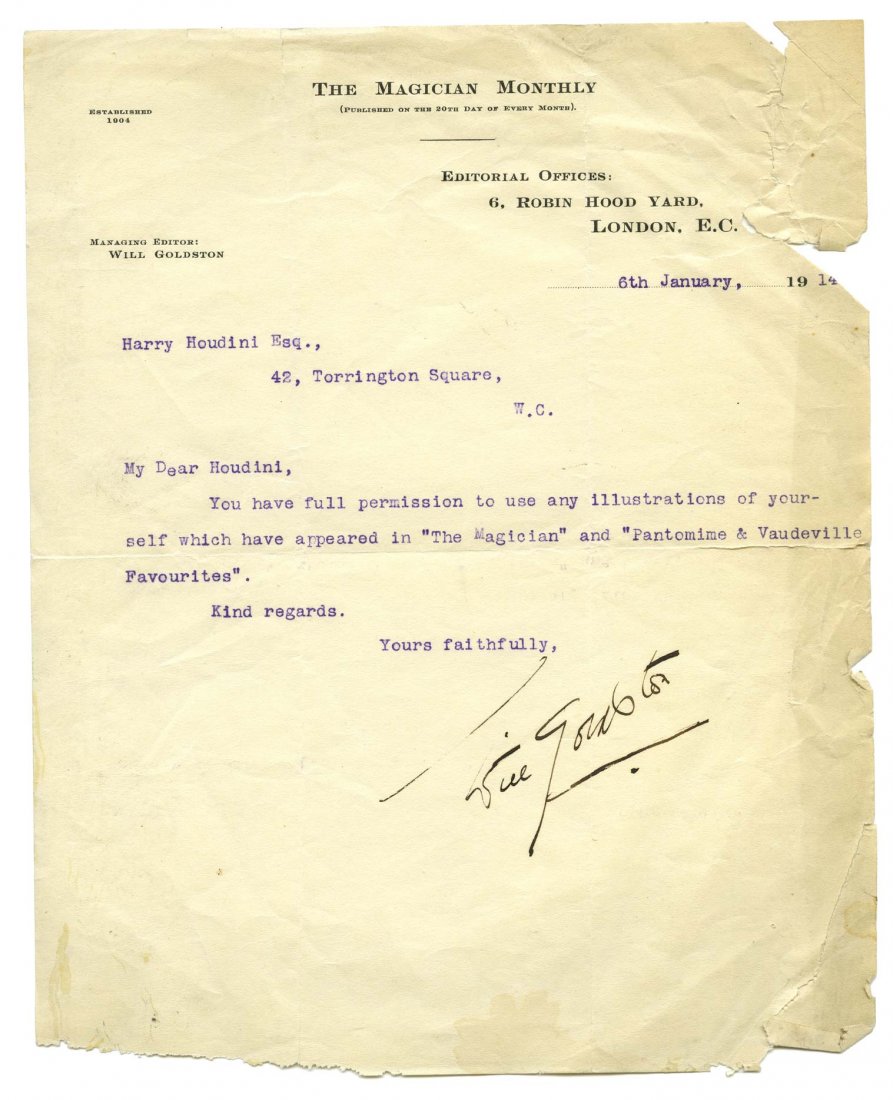 THE MAGICIAN MONTHLY
(PUBLISHED ON THE 20TH DAY OF EVERY MONTH).
ESTABLISHED
1904
EDITORIAL OFFICES:
6, ROBIN HOOD YARD,
LONDON, E.C.
MANAGING EDITOR:
WILL GOLDSTON
6th January, 1914
Harry Houdini Esq.,
42, Torrington Square,
W.C.
My Dear Houdini,
You have full permission to use any illustrations of your-
self which have appeared in "The Magician" and "Pantomime & Vaudeville
Favourites".
Kind regards.
Yours faithfully,
Will Goldston